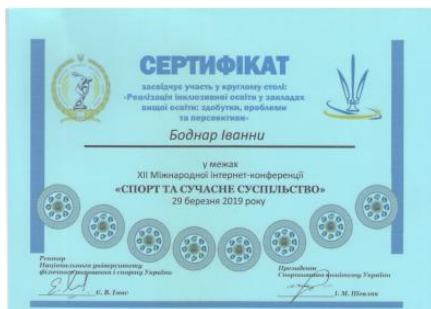 СЕРТИФІКАТ
засвідчує участь у круглому столі:
«Реалізація інклюзивної освіти у закладах
вищої освіти: здобутки, проблеми
та перспективи»
Боднар Іванни
у межах
XII Міжнародної інтернет-конференції
«СПОРТ ТА СУЧАСНЕ СУСПІЛЬСТВО»
29 березня 2019 року
Ректор
Національного університету
фізичного виховання і спорту України
Є. В. Імас
Президент
Спортивного комітету України